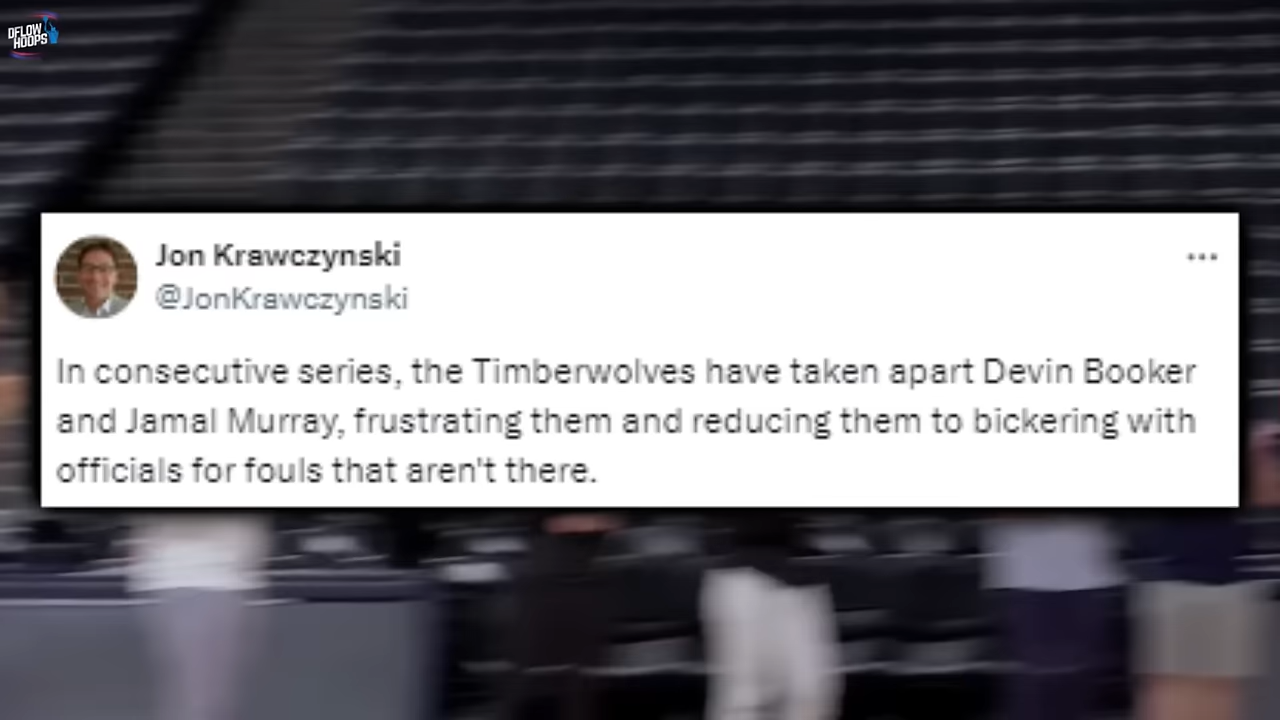 DFLOW
HOOPS
Jon Krawczynski
@JonKrawczynski
In consecutive series, the Timberwolves have taken apart Devin Booker
and Jamal Murray, frustrating them and reducing them to bickering with
officials for fouls that aren't there.